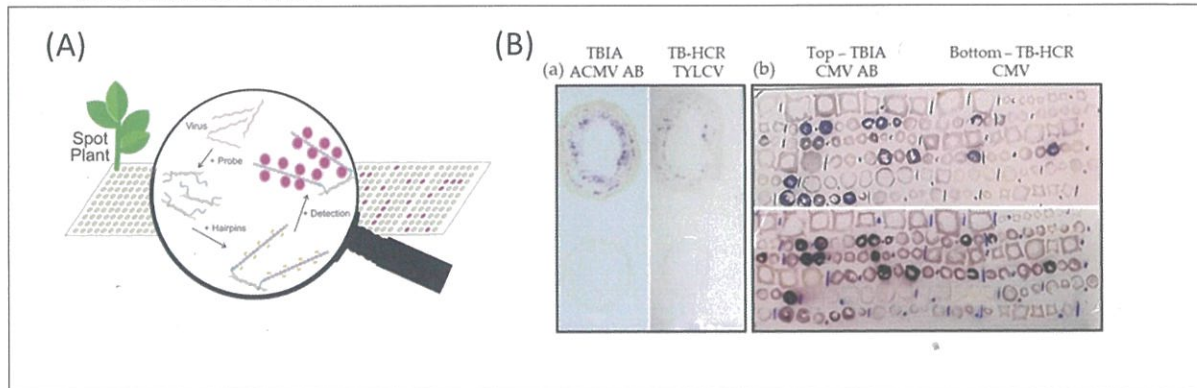 (A)
Spot
Plant
Virus
+ Probe
+ Hairpins
+ Detection
(B)
(a)
TBIA
ACMV AB
TB-HCR
TYLCV
(b)
Top – TBIA
CMV AB
Bottom – TB-HCR
CMV